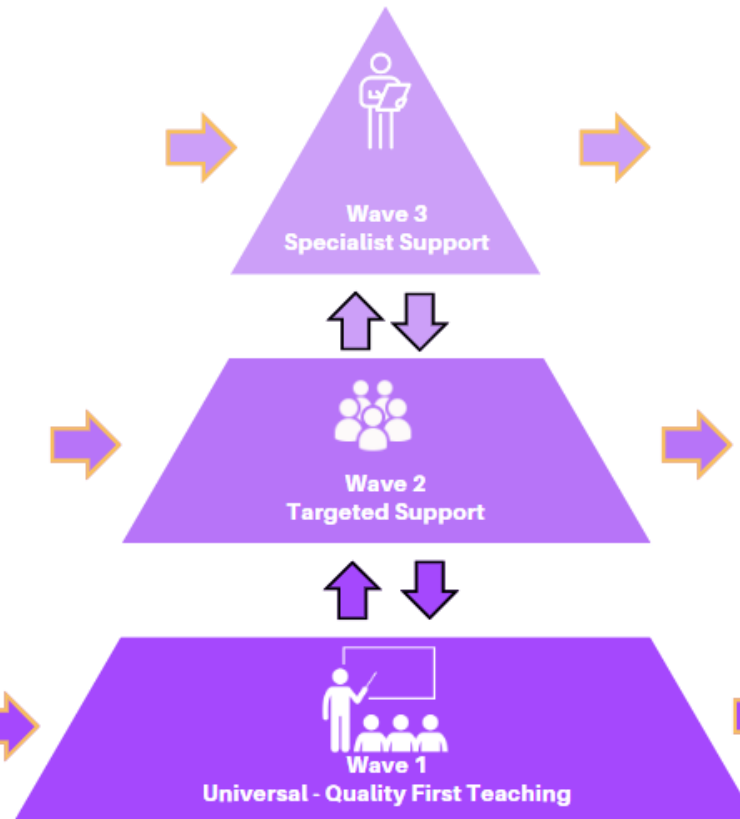 Wave 3
Specialist Support
Wave 2
Targeted Support
Wave 1
Universal - Quality First Teaching